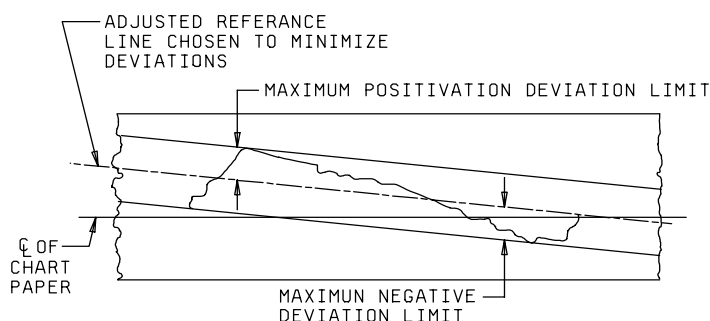 ADJUSTED REFERANCE
LINE CHOSEN TO MINIMIZE
DEVIATIONS
MAXIMUM POSITIVATION DEVIATION LIMIT
℄ OF
CHART
PAPER
MAXIMUN NEGATIVE
DEVIATION LIMIT